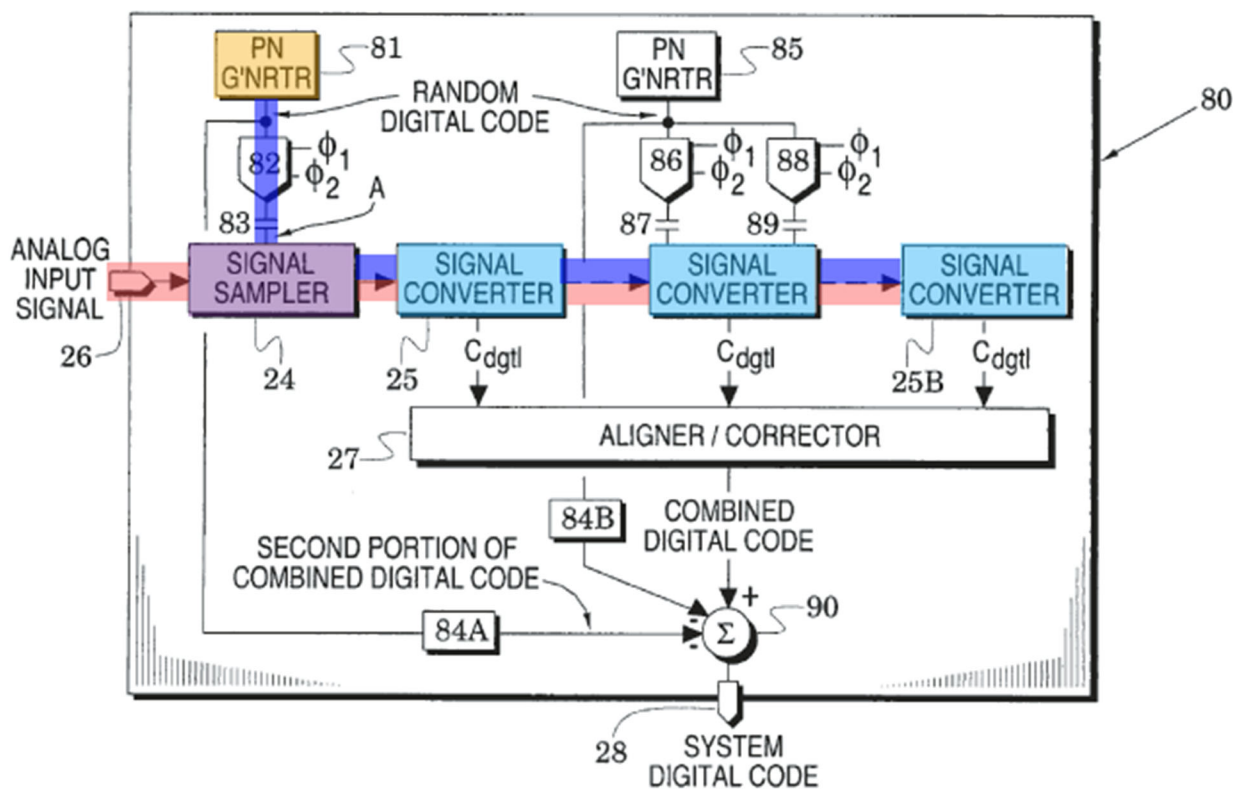 PN
G'NRTR
81
PN
G'NRTR
85
80
RANDOM
DIGITAL CODE
82
ϕ1
ϕ2
86
ϕ1
ϕ2
88
ϕ1
ϕ2
A
83
87
89
ANALOG
INPUT
SIGNAL
SIGNAL
SAMPLER
SIGNAL
CONVERTER
SIGNAL
CONVERTER
SIGNAL
CONVERTER
26
24
25
Cdgtl
Cdgtl
25B
Cdgtl
27
ALIGNER / CORRECTOR
84B
COMBINED
DIGITAL CODE
SECOND PORTION OF
COMBINED DIGITAL CODE
+
90
84A
-
Σ
-
28
SYSTEM
DIGITAL CODE